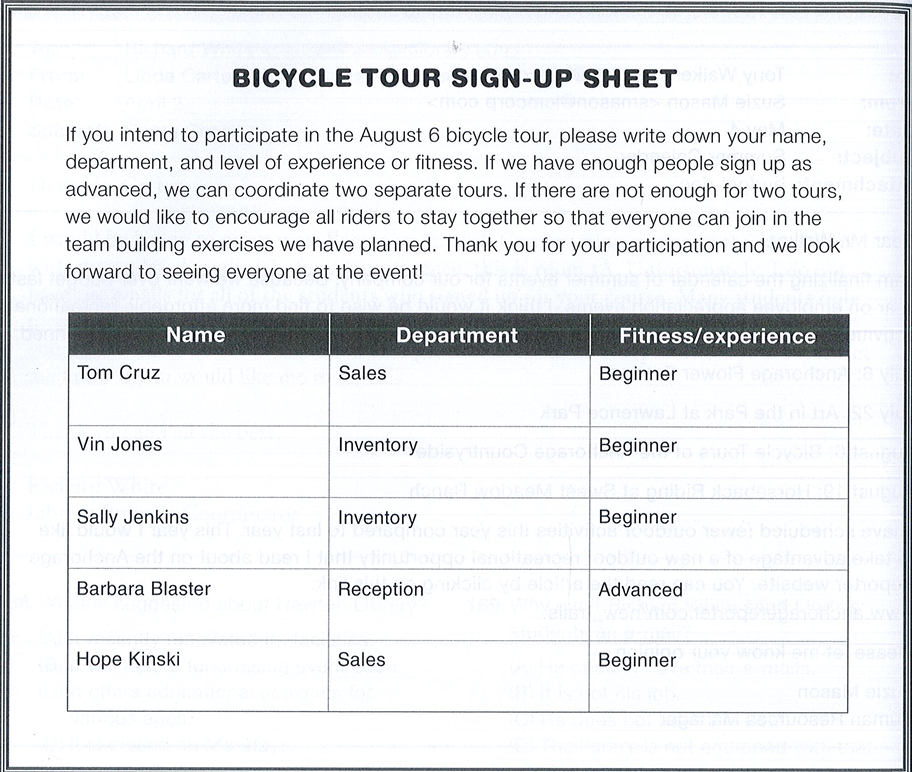 BICYCLE TOUR SIGN-UP SHEET
If you intend to participate in the August 6 bicycle tour, please write down your name,
department, and level of experience or fitness. If we have enough people sign up as
advanced, we can coordinate two separate tours. If there are not enough for two tours,
we would like to encourage all riders to stay together so that everyone can join in the
team building exercises we have planned. Thank you for your participation and we look
forward to seeing everyone at the event!
Name Department Fitness/experience
Tom Cruz Sales Beginner
Vin Jones Inventory Beginner
Sally Jenkins Inventory Beginner
Barbara Blaster Reception Advanced
Hope Kinski Sales Beginner